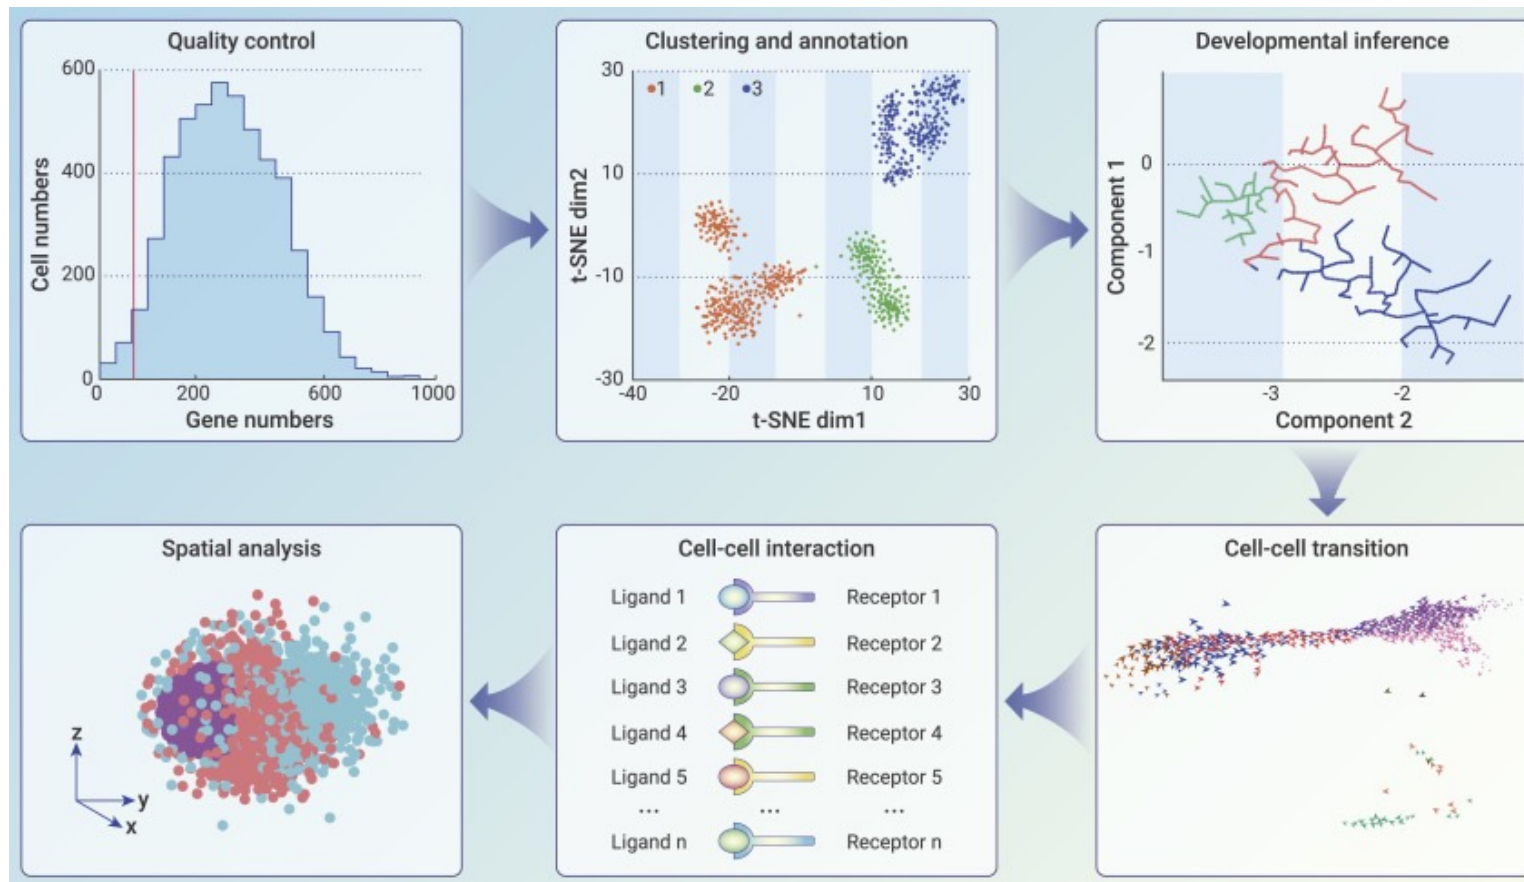 Quality control
600
400
200
0
Cell numbers
0 200 600 1000
Gene numbers
Clustering and annotation
30
10
-10
-30
1 2 3
t-SNE dim2
-40 -20 10 30
t-SNE dim1
Developmental inference
0
-1
-2
Component 1
-3 -2
Component 2
Spatial analysis
z
y
x
Cell-cell interaction
Ligand 1 Receptor 1
Ligand 2 Receptor 2
Ligand 3 Receptor 3
Ligand 4 Receptor 4
Ligand 5 Receptor 5
... ... ...
Ligand n Receptor n
Cell-cell transition